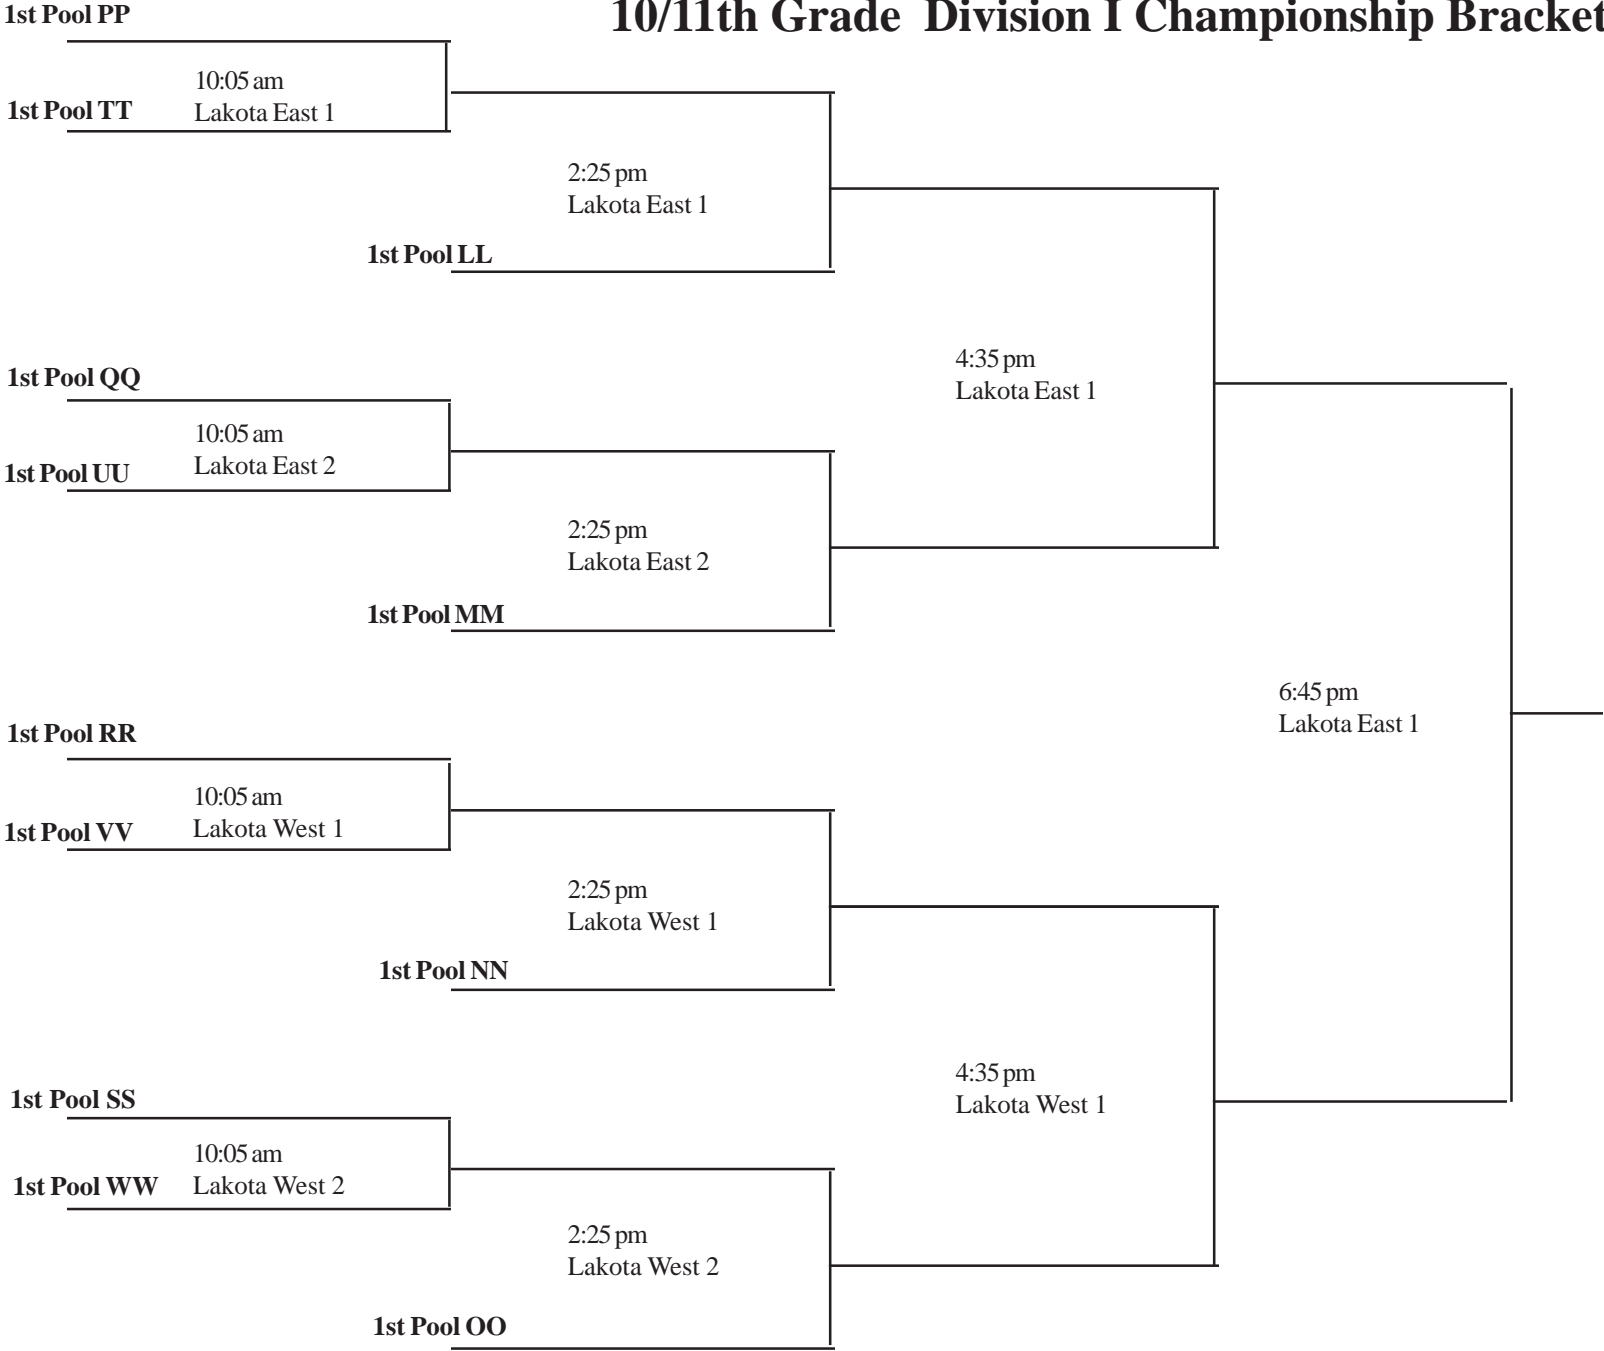 10/11th Grade Division I Championship Bracket
1st Pool PP
10:05 am
Lakota East 1
1st Pool TT
2:25 pm
Lakota East 1
1st Pool LL
4:35 pm
Lakota East 1
1st Pool QQ
10:05 am
Lakota East 2
1st Pool UU
2:25 pm
Lakota East 2
1st Pool MM
6:45 pm
Lakota East 1
1st Pool RR
10:05 am
Lakota West 1
1st Pool VV
2:25 pm
Lakota West 1
1st Pool NN
4:35 pm
Lakota West 1
1st Pool SS
10:05 am
Lakota West 2
1st Pool WW
2:25 pm
Lakota West 2
1st Pool OO